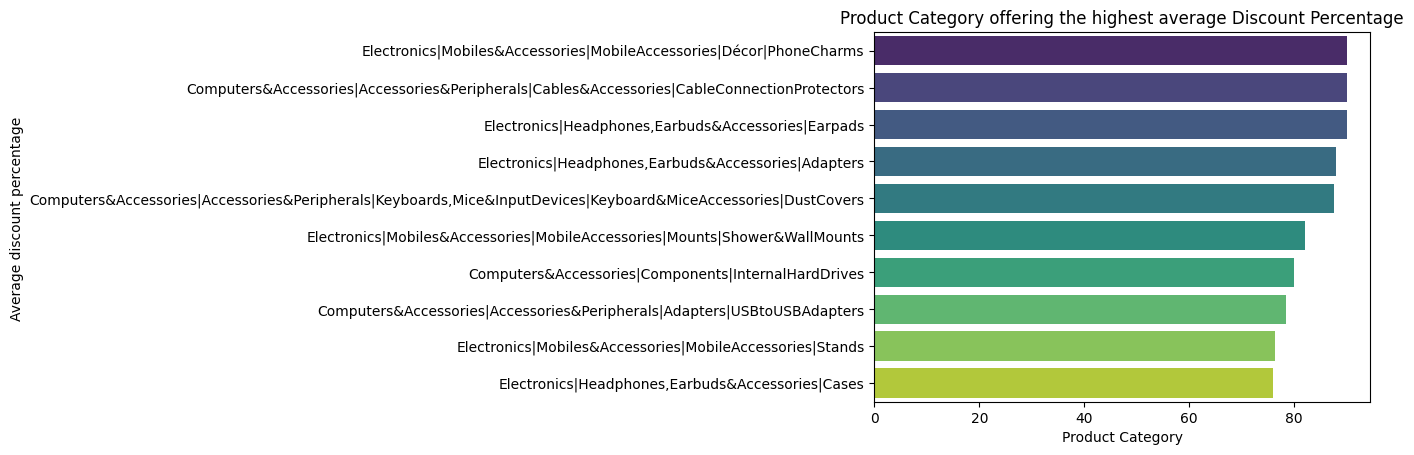 Product Category offering the highest average Discount Percentage
Average discount percentage
Electronics|Mobiles&Accessories|MobileAccessories|Décor|PhoneCharms
Computers&Accessories|Accessories&Peripherals|Cables&Accessories|CableConnectionProtectors
Electronics|Headphones,Earbuds&Accessories|Earpads
Electronics|Headphones,Earbuds&Accessories|Adapters
Computers&Accessories|Accessories&Peripherals|Keyboards,Mice&InputDevices|Keyboard&MiceAccessories|DustCovers
Electronics|Mobiles&Accessories|MobileAccessories|Mounts|Shower&WallMounts
Computers&Accessories|Components|InternalHardDrives
Computers&Accessories|Accessories&Peripherals|Adapters|USBtoUSBAdapters
Electronics|Mobiles&Accessories|MobileAccessories|Stands
Electronics|Headphones,Earbuds&Accessories|Cases
0 20 40 60 80
Product Category